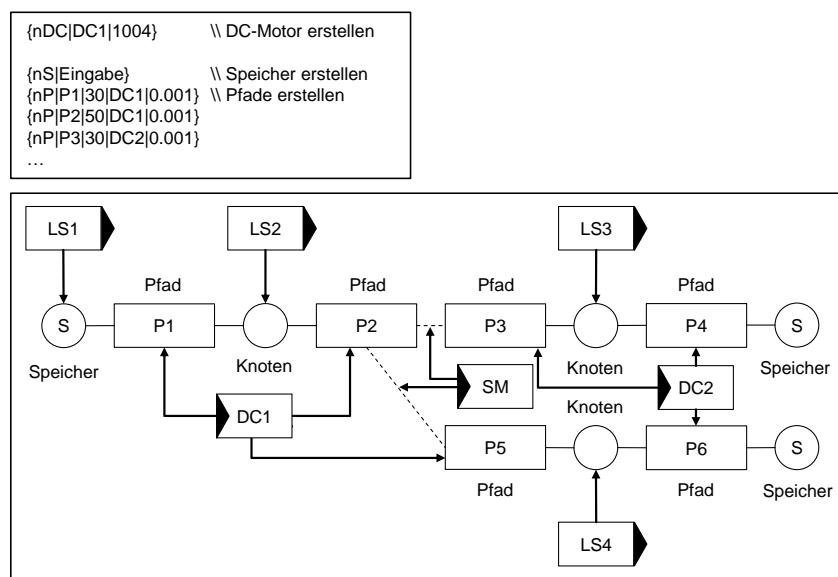 {nDC|DC1|1004} \\ DC-Motor erstellen
{nS|Eingabe} \\ Speicher erstellen
{nP|P1|30|DC1|0.001} \\ Pfade erstellen
{nP|P2|50|DC1|0.001}
{nP|P3|30|DC2|0.001}
…
LS1 LS2 LS3
Pfad Pfad Pfad Pfad
S P1 P2 P3 P4 S
Speicher Knoten Knoten Speicher
SM DC2
Knoten
DC1
P5 P6 S
Pfad Pfad Speicher
LS4